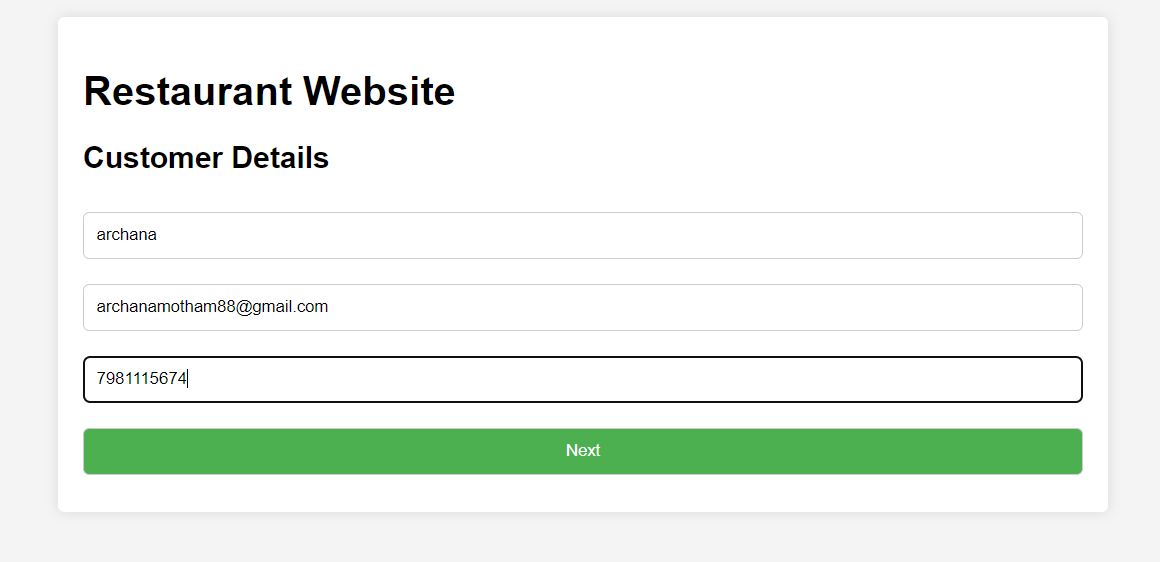 Restaurant Website
Customer Details
archana
archanamotham88@gmail.com
7981115674
Next